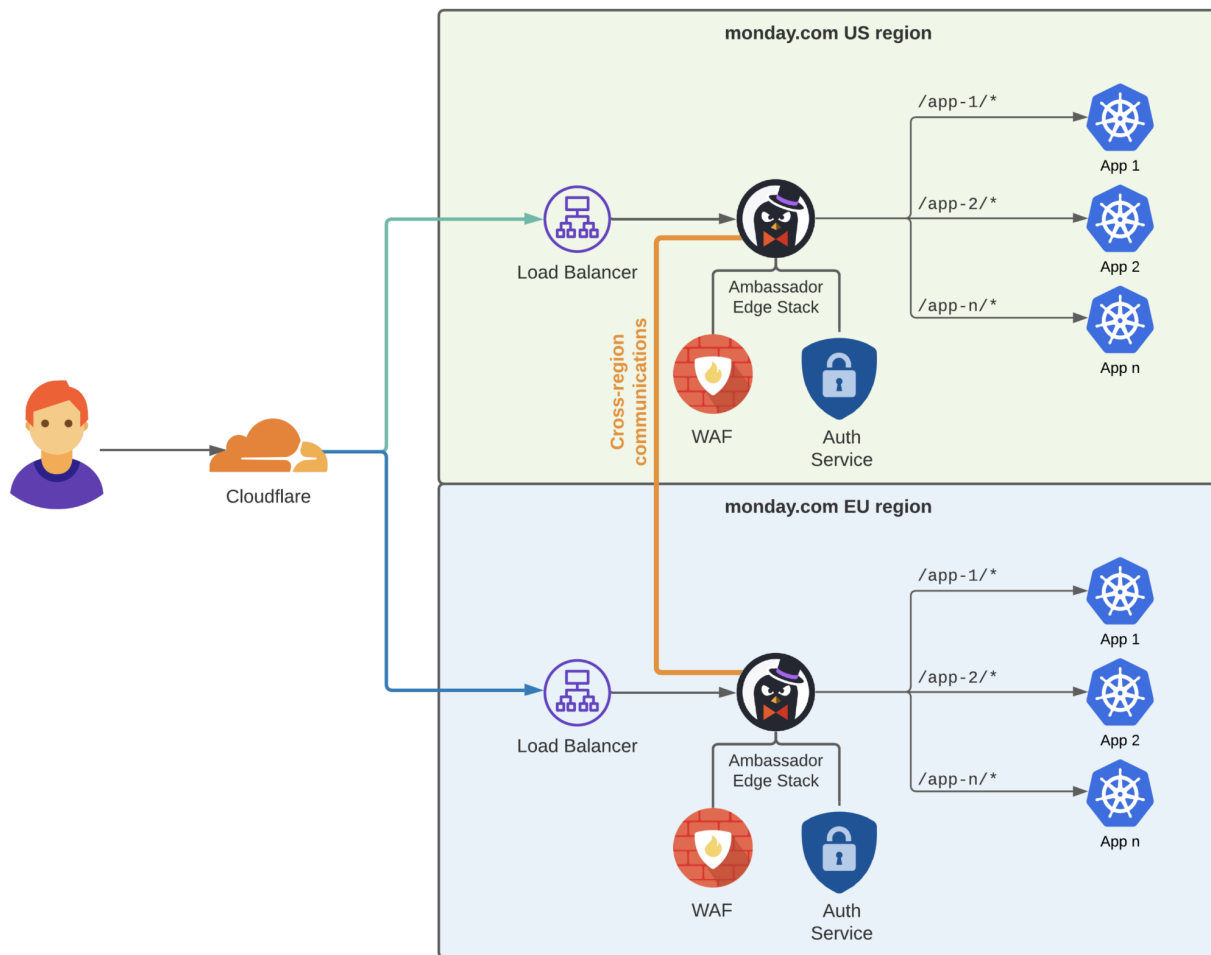 monday.com US region
/app-1/*
App 1
/app-2/*
App 2
/app-n/*
App n
Load Balancer
Ambassador
Edge Stack
WAF
Auth
Service
Cross-region
communications
Cloudflare
monday.com EU region
/app-1/*
App 1
/app-2/*
App 2
/app-n/*
App n
Load Balancer
Ambassador
Edge Stack
WAF
Auth
Service